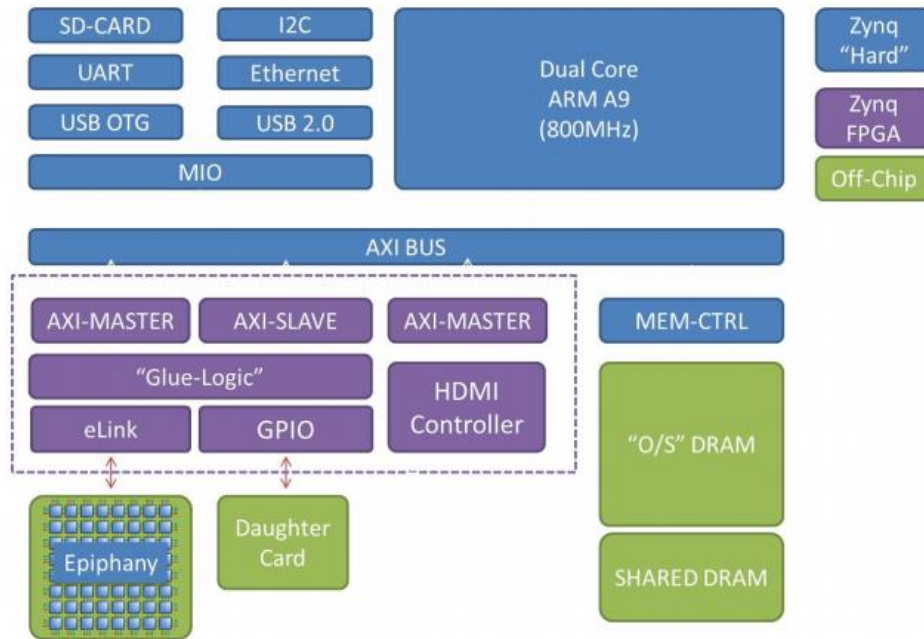 SD-CARD
I2C
UART
Ethernet
USB OTG
USB 2.0
MIO
Dual Core
ARM A9
(800MHz)
Zynq
“Hard”
Zynq
FPGA
Off-Chip
AXI BUS
AXI-MASTER
AXI-SLAVE
AXI-MASTER
MEM-CTRL
“Glue-Logic”
HDMI
Controller
eLink
GPIO
“O/S” DRAM
Epiphany
Daughter
Card
SHARED DRAM